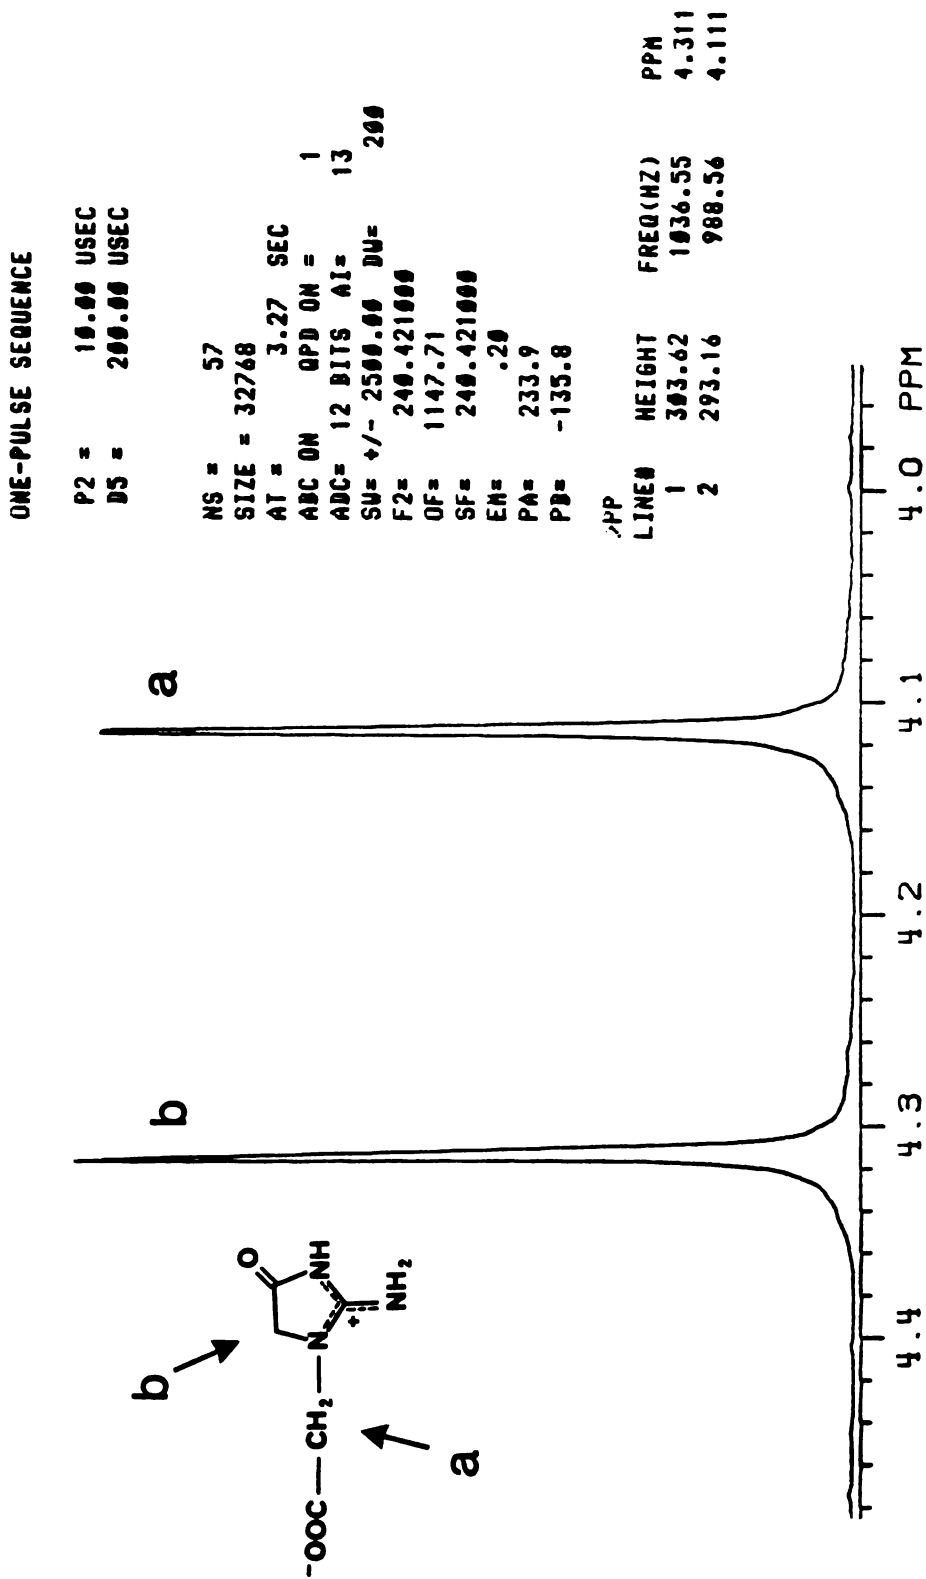 ONE-PULSE SEQUENCE
P2 = 10.00 USEC
D5 = 200.00 USEC
NS = 57
SIZE = 32768
AT = 3.27 SEC
ABC ON QPD ON = 1
ADC= 12 BITS AI= 13
SW= +/- 2500.00 DW= 200
F2= 240.421000
OF= 1147.71
SF= 240.421000
EM= .20
PA= 233.9
PB= -135.8
PP
LINE# HEIGHT FREQ(HZ) PPM
1 303.62 1036.55 4.311
2 293.16 988.56 4.111
b
a
b
a
O
NH
N
+
NH₂
⁻OOC—CH₂—N
4.4 4.3 4.2 4.1 4.0 PPM